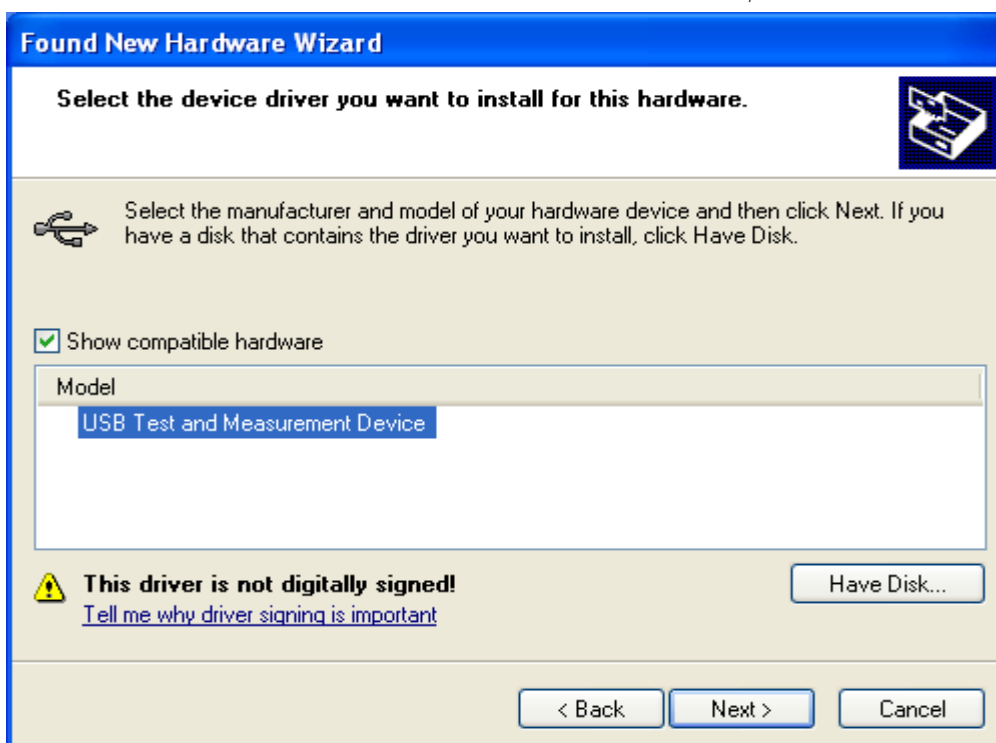 Found New Hardware Wizard
Select the device driver you want to install for this hardware.
Select the manufacturer and model of your hardware device and then click Next. If you
have a disk that contains the driver you want to install, click Have Disk.
Show compatible hardware
Model
USB Test and Measurement Device
This driver is not digitally signed!
Tell me why driver signing is important
Have Disk...
< Back
Next >
Cancel